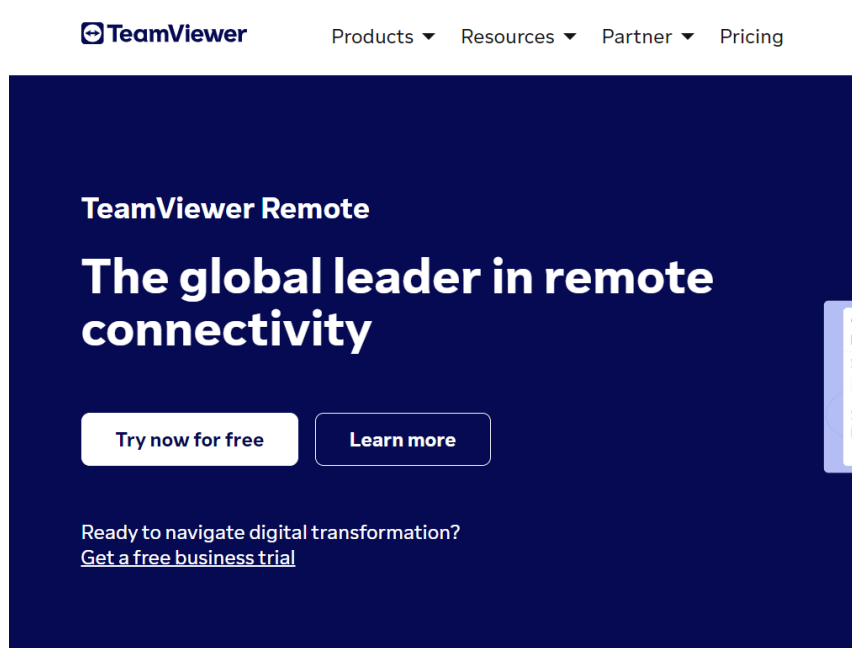 TeamViewer Products Resources Partner Pricing
TeamViewer Remote
The global leader in remote
connectivity
Try now for free Learn more
Ready to navigate digital transformation?
Get a free business trial